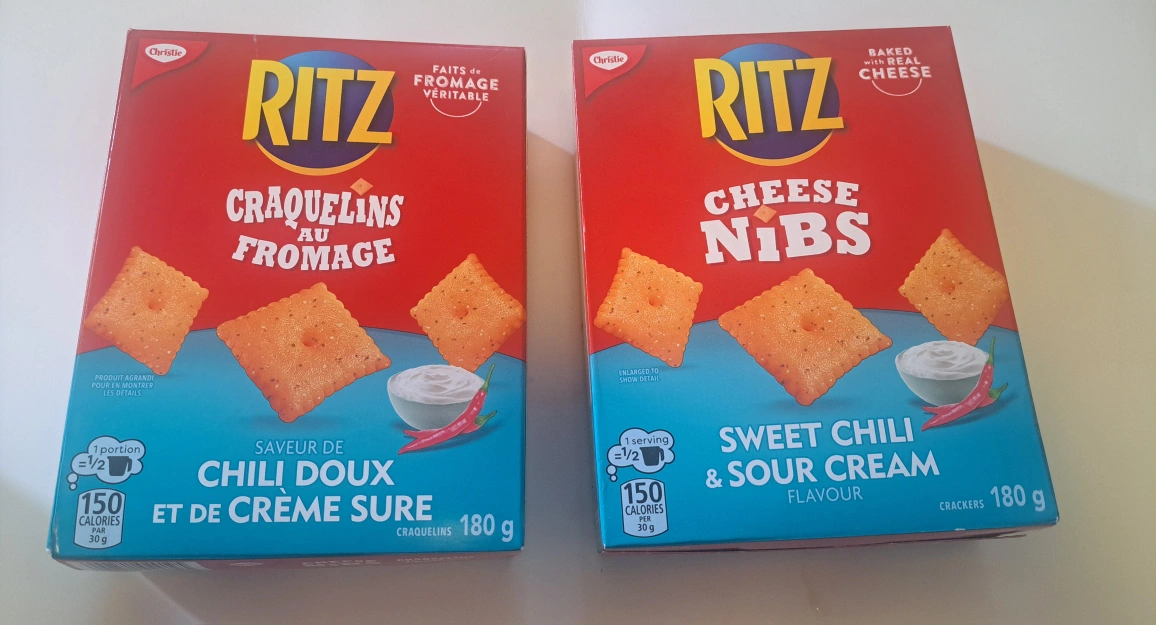 Christie
RITZ
FAITS de
FROMAGE
VÉRITABLE
CRAQUELiNS
AU
FROMAGE
PRODUIT AGRANDI
POUR EN MONTRER
LES DÉTAILS
1 portion
=1/2
150
CALORIES
PAR
30 g
SAVEUR DE
CHILI DOUX
ET DE CRÈME SURE
CRAQUELINS 180 g
Christie
RITZ
BAKED
with REAL
CHEESE
CHEESE
NiBS
ENLARGED TO
SHOW DETAIL
1 serving
=1/2
150
CALORIES
PER
30 g
SWEET CHILI
& SOUR CREAM
FLAVOUR
CRACKERS 180 g